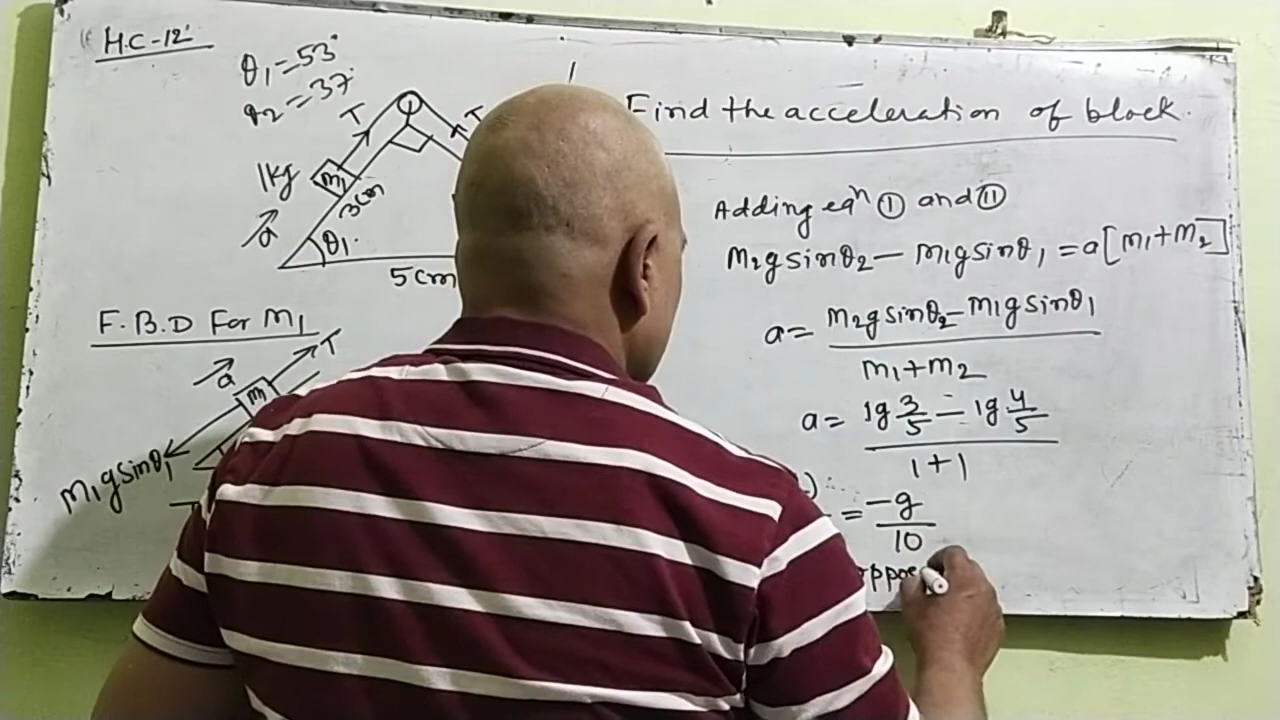 H.C-12
θ1=53°
θ2=37°
T
T
1kg
m1
3cm
a
θ1
5cm
Find the acceleration of block.
F.B.D For m1
T
a
m
m1gsinθ1
Adding eqn ① and ②
m2gsinθ2 - m1gsinθ1 = a[m1+m2]
a = m2gsinθ2 - m1gsinθ1
m1+m2
a = 1g 3/5 - 1g 4/5
1+1
= -g
10